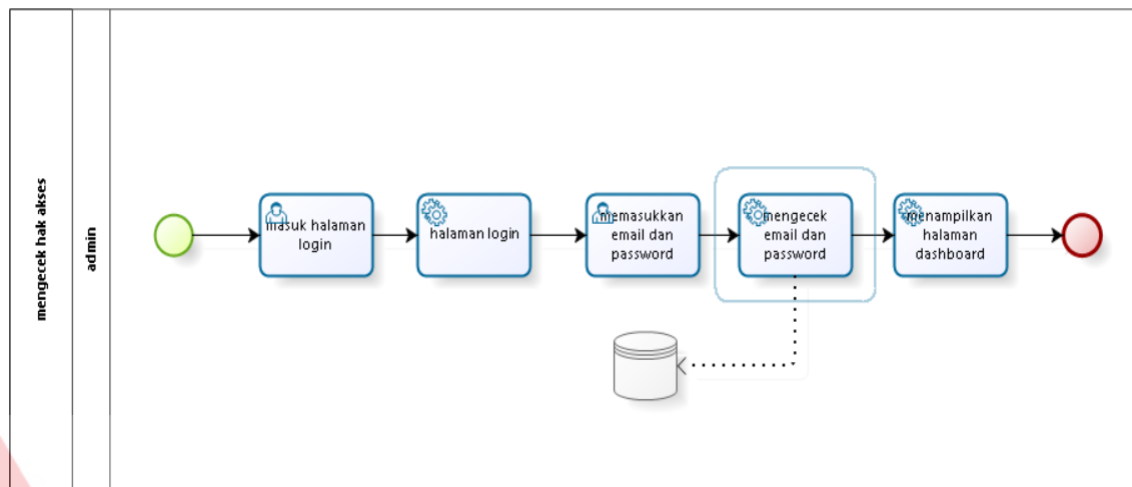 mengecek hak akses
admin
masuk halaman
login
halaman login
memasukkan
email dan
password
mengecek
email dan
password
menampilkan
halaman
dashboard